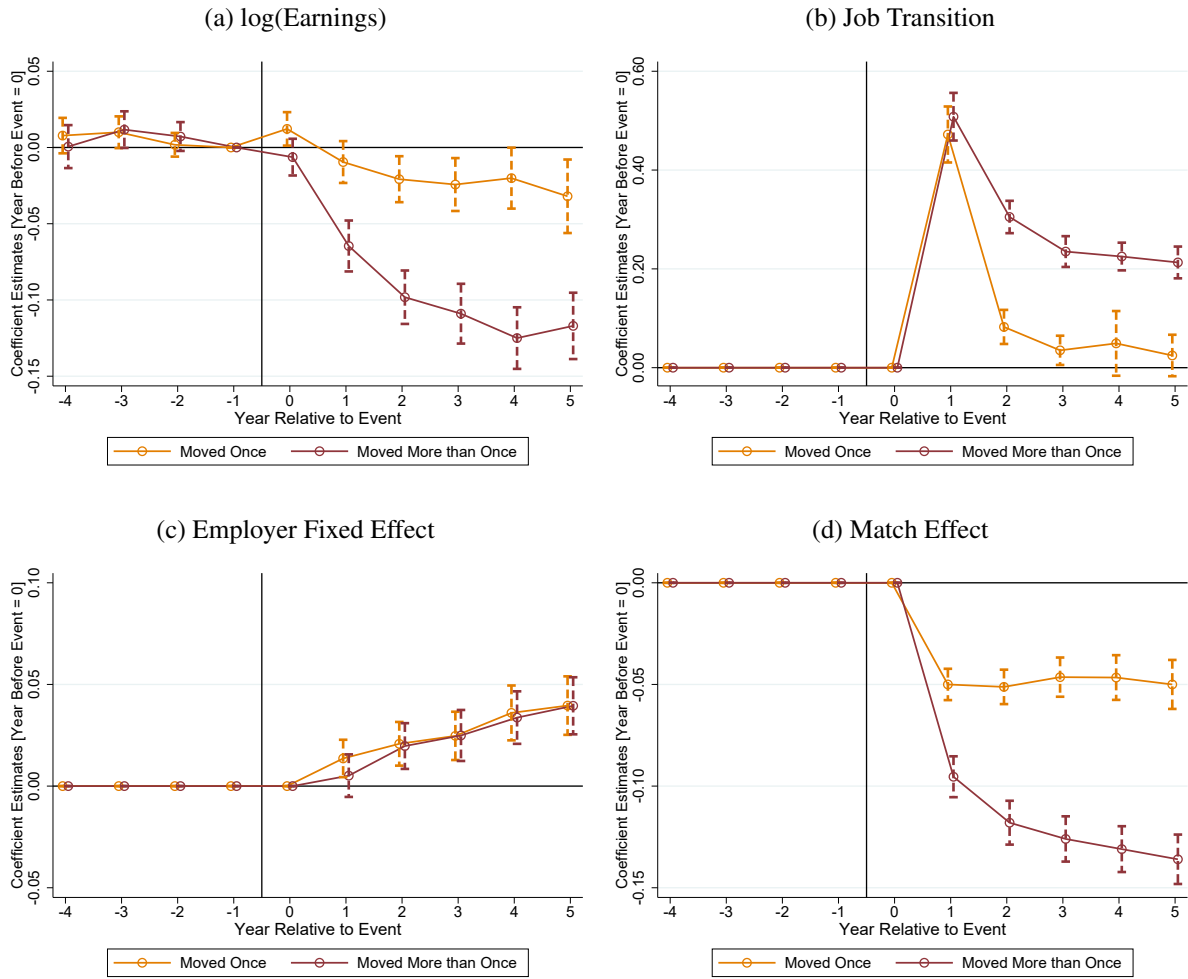 (a) log(Earnings)
Coefficient Estimates [Year Before Event = 0]
0.05
0.00
-0.05
-0.10
-0.15
-4 -3 -2 -1 0 1 2 3 4 5
Year Relative to Event
Moved Once Moved More than Once
(b) Job Transition
Coefficient Estimates [Year Before Event = 0]
0.60
0.40
0.20
0.00
-4 -3 -2 -1 0 1 2 3 4 5
Year Relative to Event
Moved Once Moved More than Once
(c) Employer Fixed Effect
Coefficient Estimates [Year Before Event = 0]
0.10
0.05
0.00
-0.05
-4 -3 -2 -1 0 1 2 3 4 5
Year Relative to Event
Moved Once Moved More than Once
(d) Match Effect
Coefficient Estimates [Year Before Event = 0]
0.00
-0.05
-0.10
-0.15
-4 -3 -2 -1 0 1 2 3 4 5
Year Relative to Event
Moved Once Moved More than Once